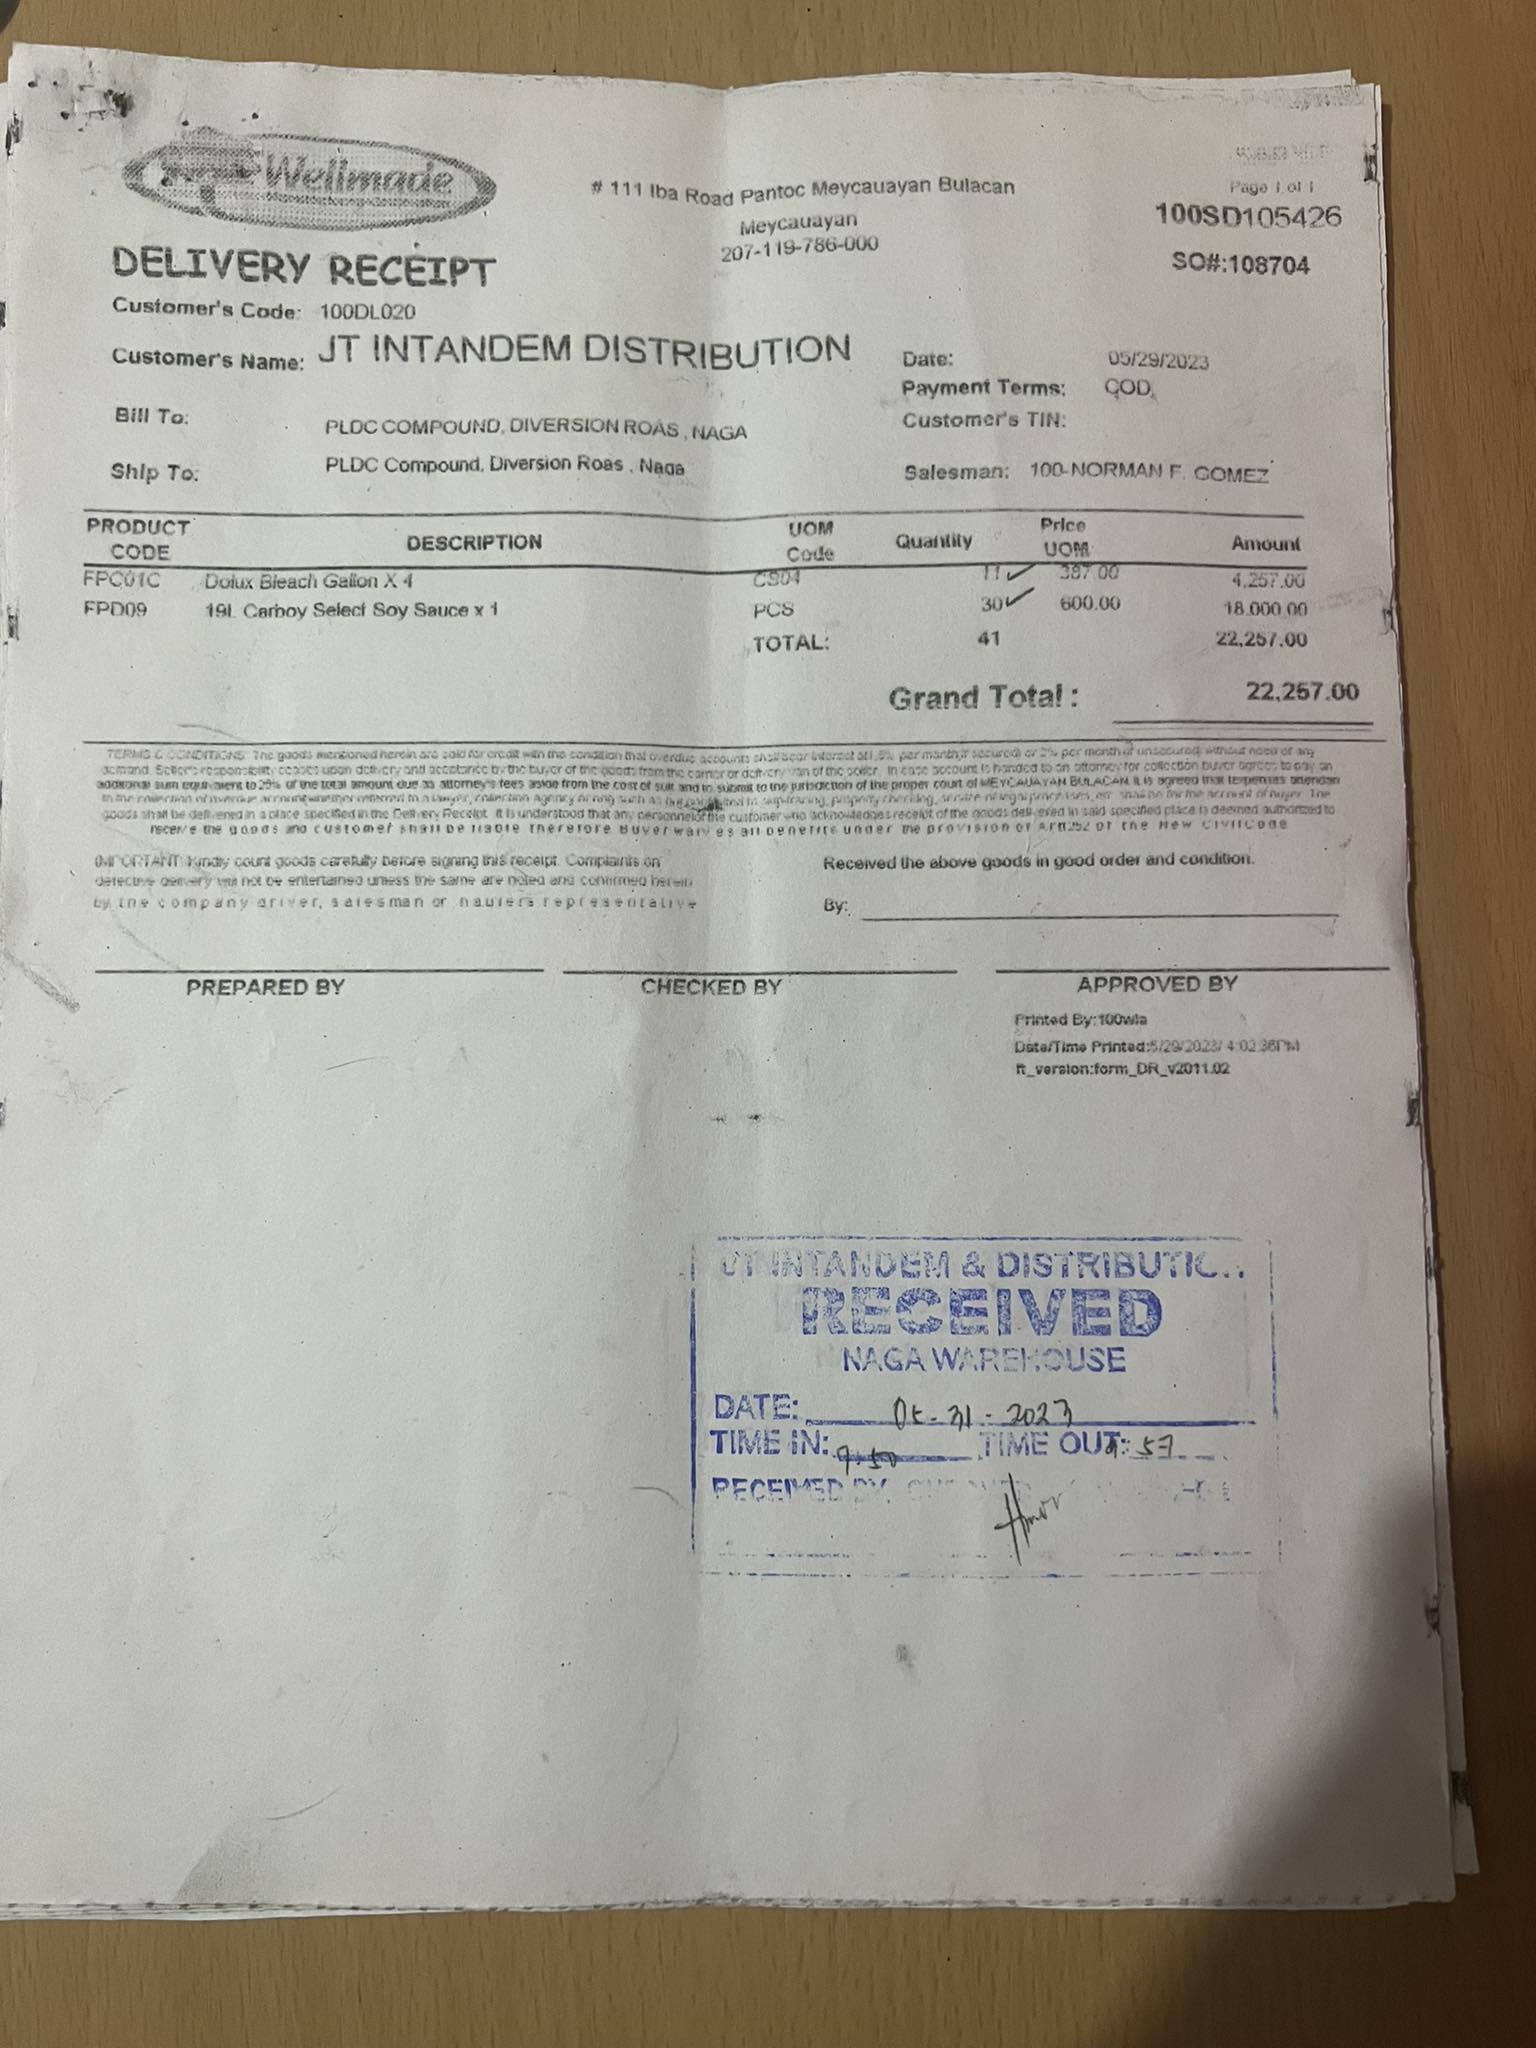 Wellmade
# 111 Iba Road Pantoc Meycauayan Bulacan
Meycauayan
207-119-786-000
Page 1 of 1
100SD105426
SO#:108704
DELIVERY RECEIPT
Customer's Code: 100DL020
Customer's Name: JT INTANDEM DISTRIBUTION
Date: 05/29/2023
Payment Terms: COD,
Bill To: PLDC COMPOUND, DIVERSION ROAS , NAGA
Customer's TIN:
Ship To: PLDC Compound, Diversion Roas , Naga
Salesman: 100-NORMAN F. GOMEZ
PRODUCT CODE DESCRIPTION UOM Code Quantity Price UOM Amount
FPC01C Dolux Bleach Gallon X 4 CS04 11 ✓ 387.00 4,257.00
FPD09 19L Carboy Select Soy Sauce x 1 PCS 30 ✓ 600.00 18,000.00
TOTAL: 41 22,257.00
Grand Total : 22,257.00
TERMS & CONDITIONS: The goods mentioned herein are sold for credit with the condition that overdue accounts shall bear interest at 1.5% per month(if secured) or 2% per month(if unsecured) without need of any
demand. Seller's responsibility ceases upon delivery and acceptance by the buyer of the goods from the carrier or delivery van of the seller. In case account is handed to an attorney for collection buyer agrees to pay an
additional sum equivalent to 25% of the total amount due as attorney's fees aside from the cost of suit and to submit to the jurisdiction of the proper court of MEYCAUAYAN BULACAN. It is agreed that
to the collection of overdue account whether referred to a lawyer, collection agency or property checking, service of legal processes, etc. shall be for the account of buyer. The
goods shall be delivered in a place specified in the Delivery Receipt. It is understood that any personnel of the customer who acknowledges receipt of the goods delivered in said specified place is deemed authorized to
receive the goods and customer shall be liable therefore Buyer waives all benefits under the provision of Art1252 of the New CivilCode
IMPORTANT: Kindly count goods carefully before signing this receipt. Complaints on
defective delivery will not be entertained unless the same are noted and confirmed herein
by the company driver, salesman or haulers representative
Received the above goods in good order and condition.
By:
PREPARED BY CHECKED BY APPROVED BY
Printed By:100wla
Date/Time Printed:5/29/2023/ 4:02:36PM
rt_version:form_DR_v2011.02
JT INTANDEM & DISTRIBUTIO
RECEIVED
NAGA WAREHOUSE
DATE: 05-31-2023
TIME IN: 9:50 TIME OUT: 9:57
RECEIVED BY: